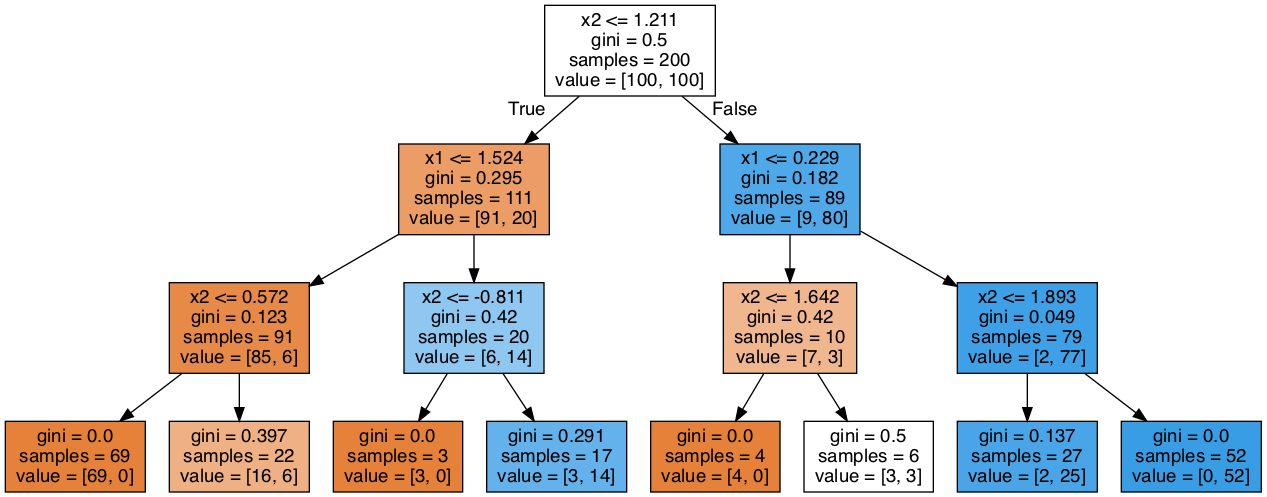 x2 <= 1.211
gini = 0.5
samples = 200
value = [100, 100]
True
False
x1 <= 1.524
gini = 0.295
samples = 111
value = [91, 20]
x1 <= 0.229
gini = 0.182
samples = 89
value = [9, 80]
x2 <= 0.572
gini = 0.123
samples = 91
value = [85, 6]
x2 <= -0.811
gini = 0.42
samples = 20
value = [6, 14]
x2 <= 1.642
gini = 0.42
samples = 10
value = [7, 3]
x2 <= 1.893
gini = 0.049
samples = 79
value = [2, 77]
gini = 0.0
samples = 69
value = [69, 0]
gini = 0.397
samples = 22
value = [16, 6]
gini = 0.0
samples = 3
value = [3, 0]
gini = 0.291
samples = 17
value = [3, 14]
gini = 0.0
samples = 4
value = [4, 0]
gini = 0.5
samples = 6
value = [3, 3]
gini = 0.137
samples = 27
value = [2, 25]
gini = 0.0
samples = 52
value = [0, 52]